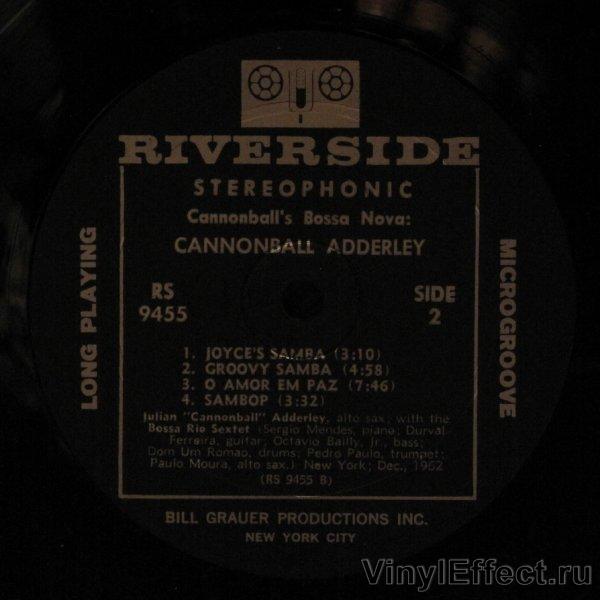 RIVERSIDE
STEREOPHONIC
Cannonball's Bossa Nova:
CANNONBALL ADDERLEY
LONG PLAYING
RS
9455
SIDE
2
MICROGROOVE
1. JOYCE'S SAMBA (3:10)
2. GROOVY SAMBA (4:58)
3. O AMOR EM PAZ (7:46)
4. SAMBOP (3:32)
Julian "Cannonball" Adderley, alto sax; with the
Bossa Rio Sextet (Sergio Mendes, piano; Durval
Ferreira, guitar; Octavio Bailly, Jr., bass;
Dom Um Romao, drums; Pedro Paulo, trumpet;
Paulo Moura, alto sax.) New York; Dec., 1962
(RS 9455 B)
BILL GRAUER PRODUCTIONS INC.
NEW YORK CITY
VinylEffect.ru